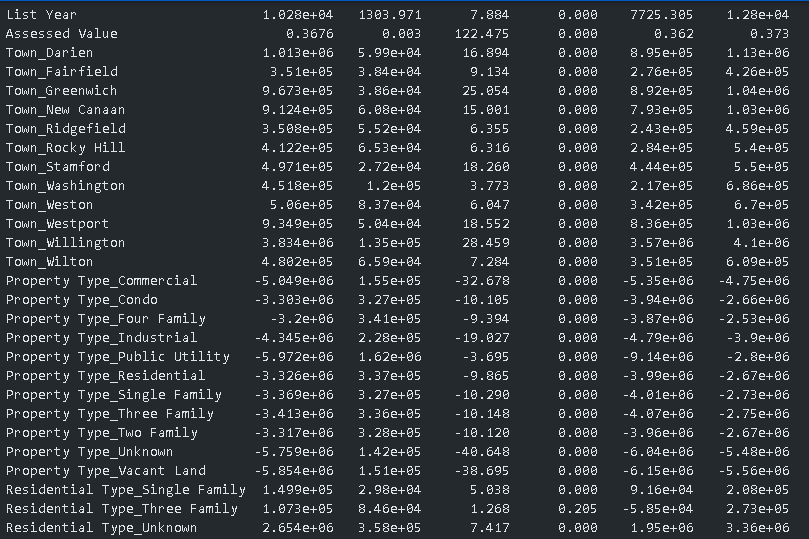 List Year 1.028e+04 1303.971 7.884 0.000 7725.305 1.28e+04
Assessed Value 0.3676 0.003 122.475 0.000 0.362 0.373
Town_Darien 1.013e+06 5.99e+04 16.894 0.000 8.95e+05 1.13e+06
Town_Fairfield 3.51e+05 3.84e+04 9.134 0.000 2.76e+05 4.26e+05
Town_Greenwich 9.673e+05 3.86e+04 25.054 0.000 8.92e+05 1.04e+06
Town_New Canaan 9.124e+05 6.08e+04 15.001 0.000 7.93e+05 1.03e+06
Town_Ridgefield 3.508e+05 5.52e+04 6.355 0.000 2.43e+05 4.59e+05
Town_Rocky Hill 4.122e+05 6.53e+04 6.316 0.000 2.84e+05 5.4e+05
Town_Stamford 4.971e+05 2.72e+04 18.260 0.000 4.44e+05 5.5e+05
Town_Washington 4.518e+05 1.2e+05 3.773 0.000 2.17e+05 6.86e+05
Town_Weston 5.06e+05 8.37e+04 6.047 0.000 3.42e+05 6.7e+05
Town_Westport 9.349e+05 5.04e+04 18.552 0.000 8.36e+05 1.03e+06
Town_Willington 3.834e+06 1.35e+05 28.459 0.000 3.57e+06 4.1e+06
Town_Wilton 4.802e+05 6.59e+04 7.284 0.000 3.51e+05 6.09e+05
Property Type_Commercial -5.049e+06 1.55e+05 -32.678 0.000 -5.35e+06 -4.75e+06
Property Type_Condo -3.303e+06 3.27e+05 -10.105 0.000 -3.94e+06 -2.66e+06
Property Type_Four Family -3.2e+06 3.41e+05 -9.394 0.000 -3.87e+06 -2.53e+06
Property Type_Industrial -4.345e+06 2.28e+05 -19.027 0.000 -4.79e+06 -3.9e+06
Property Type_Public Utility -5.972e+06 1.62e+06 -3.695 0.000 -9.14e+06 -2.8e+06
Property Type_Residential -3.326e+06 3.37e+05 -9.865 0.000 -3.99e+06 -2.67e+06
Property Type_Single Family -3.369e+06 3.27e+05 -10.290 0.000 -4.01e+06 -2.73e+06
Property Type_Three Family -3.413e+06 3.36e+05 -10.148 0.000 -4.07e+06 -2.75e+06
Property Type_Two Family -3.317e+06 3.28e+05 -10.120 0.000 -3.96e+06 -2.67e+06
Property Type_Unknown -5.759e+06 1.42e+05 -40.648 0.000 -6.04e+06 -5.48e+06
Property Type_Vacant Land -5.854e+06 1.51e+05 -38.695 0.000 -6.15e+06 -5.56e+06
Residential Type_Single Family 1.499e+05 2.98e+04 5.038 0.000 9.16e+04 2.08e+05
Residential Type_Three Family 1.073e+05 8.46e+04 1.268 0.205 -5.85e+04 2.73e+05
Residential Type_Unknown 2.654e+06 3.58e+05 7.417 0.000 1.95e+06 3.36e+06